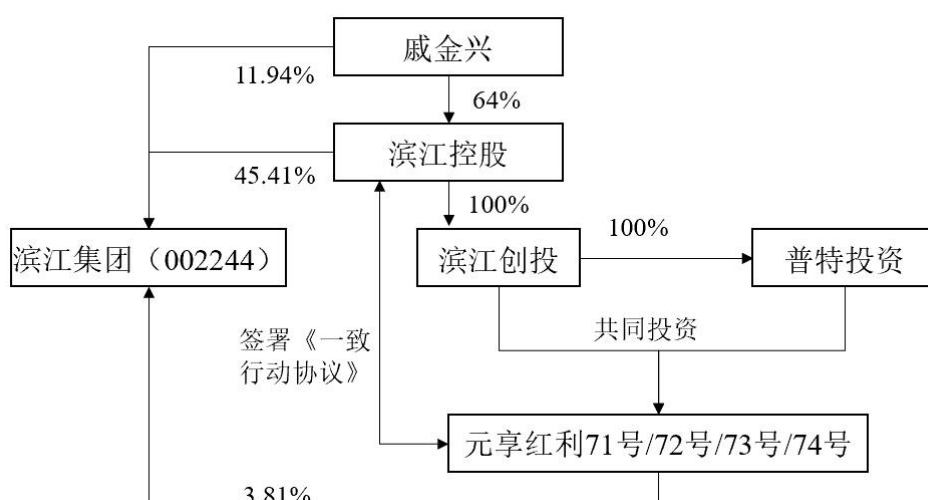 戚金兴
11.94%
64%
滨江控股
45.41%
100%
100%
滨江集团（002244）
滨江创投
普特投资
共同投资
签署《一致
行动协议》
元享红利71号/72号/73号/74号
3.81%